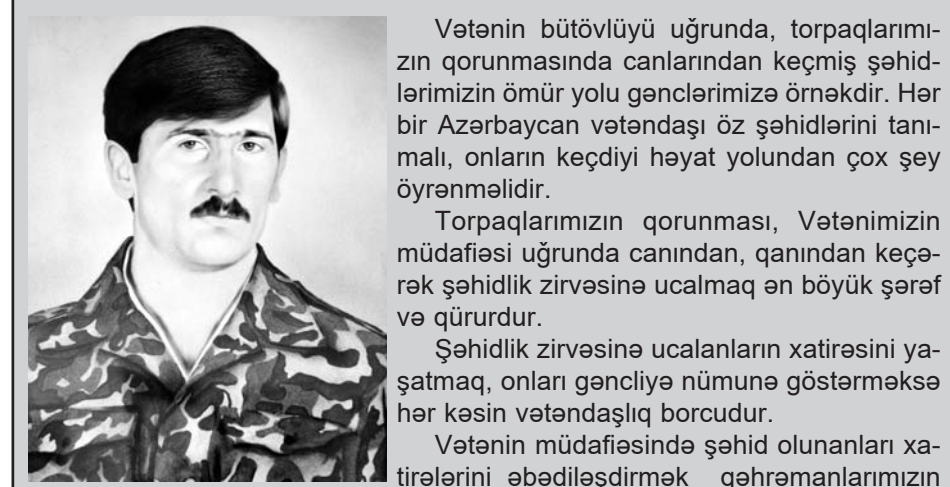 Vətənin bütövlüyü uğrunda, torpaqlarımı-
zın qorunmasında canlarından keçmiş şəhid-
lərimizin ömür yolu gənclərimizə örnəkdir. Hər
bir Azərbaycan vətəndaşı öz şəhidlərini tanı-
malı, onların keçdiyi həyat yolundan çox şey
öyrənməlidir.
Torpaqlarımızın qorunması, Vətənimizin
müdafiəsi uğrunda canından, qanından keçə-
rək şəhidlik zirvəsinə ucalmaq ən böyük şərəf
və qürurdur.
Şəhidlik zirvəsinə ucalanların xatirəsini ya-
şatmaq, onları gəncliyə nümunə göstərməksə
hər kəsin vətəndaşlıq borcudur.
Vətənin müdafiəsində şəhid olunanları xa-
tirələrini əbədiləşdirmək qəhrəmanlarımızın